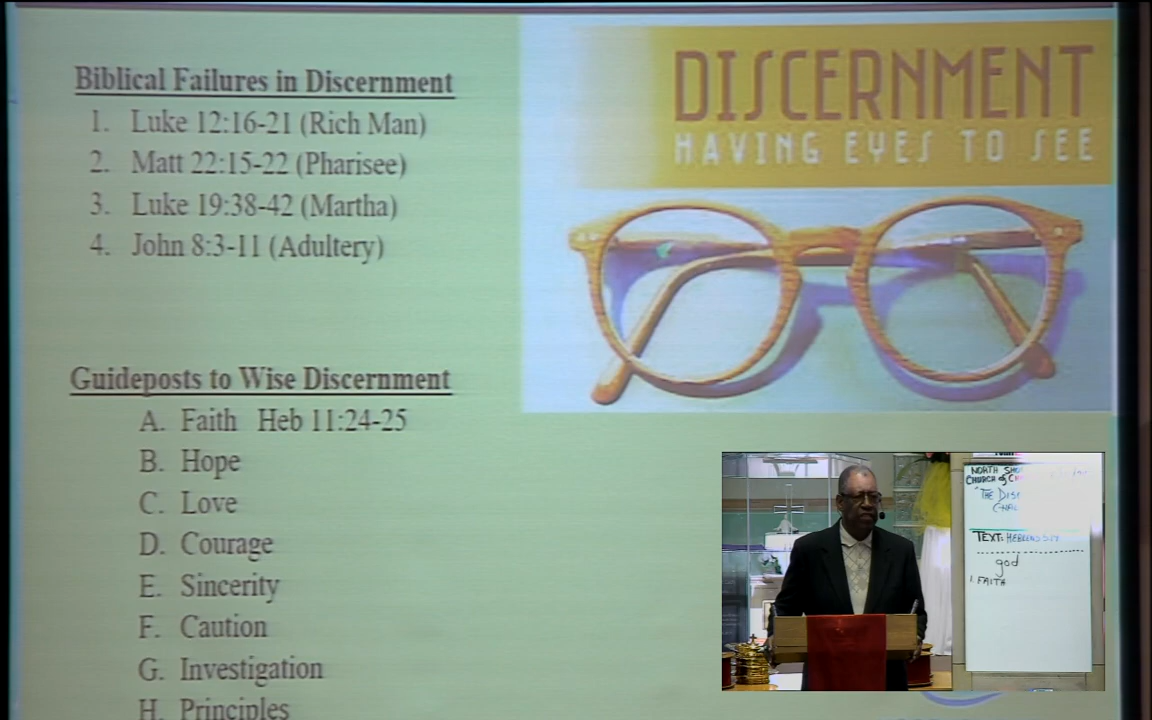 Biblical Failures in Discernment
1. Luke 12:16-21 (Rich Man)
2. Matt 22:15-22 (Pharisee)
3. Luke 19:38-42 (Martha)
4. John 8:3-11 (Adultery)
Guideposts to Wise Discernment
A. Faith Heb 11:24-25
B. Hope
C. Love
D. Courage
E. Sincerity
F. Caution
G. Investigation
H. Principles
DISCERNMENT
HAVING EYES TO SEE
NORTH
CHURCH of
"THE
TEXT:
god
1. FAITH